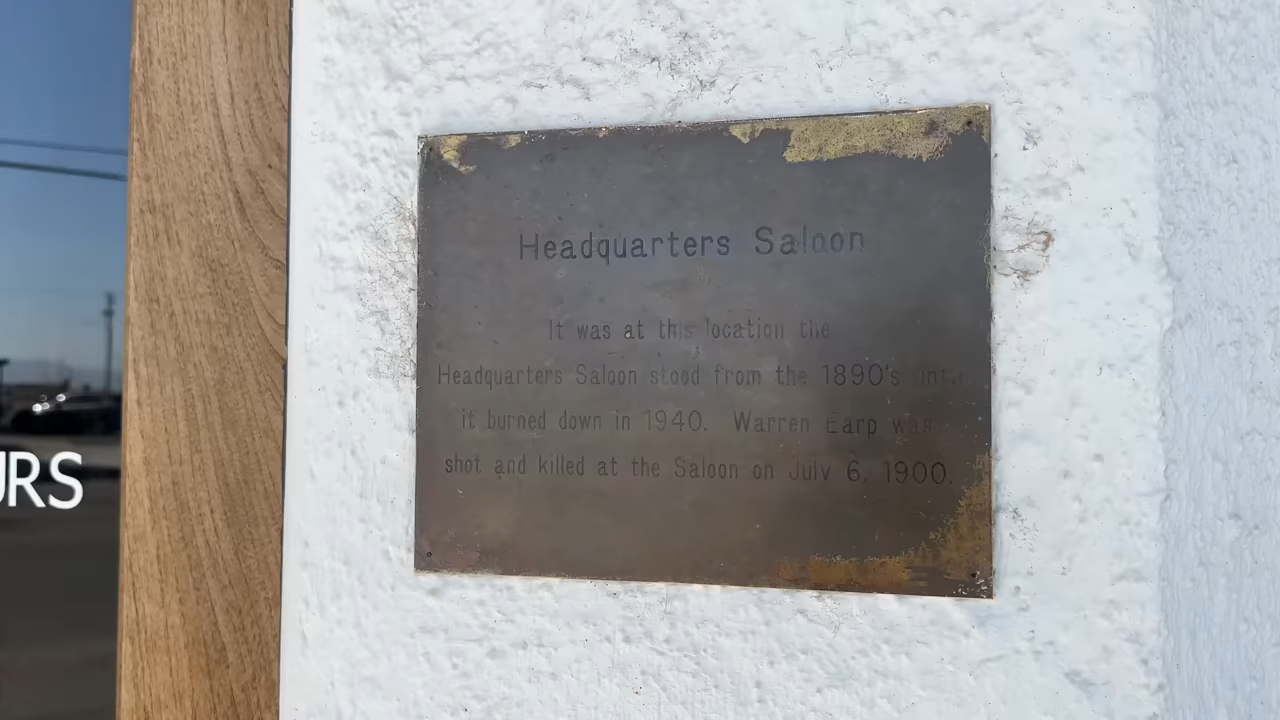 Headquarters Saloon
It was at this location the
Headquarters Saloon stood from the 1890's until
it burned down in 1940. Warren Earp was
shot and killed at the Saloon on July 6, 1900.
URS